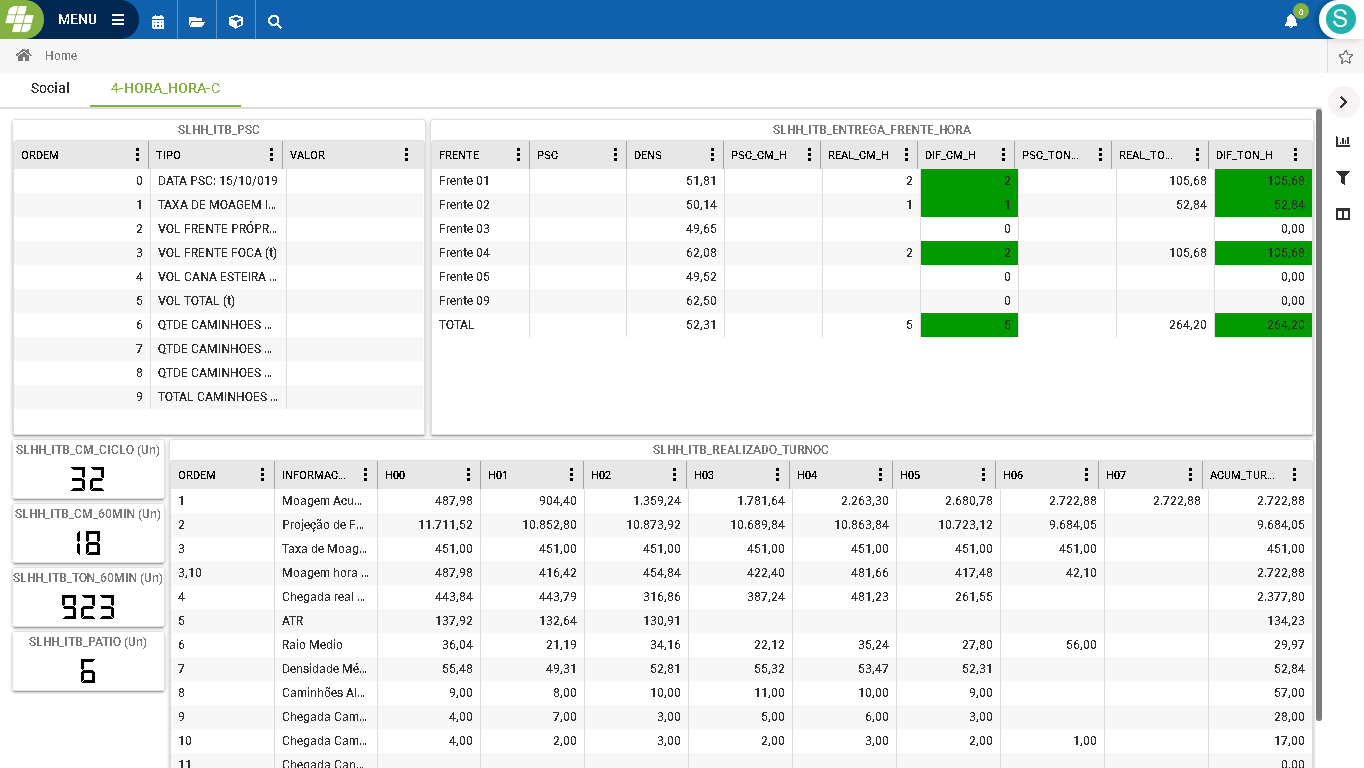 MENU
0
S
Home
Social 4-HORA_HORA-C
SLHH_ITB_PSC
ORDEM TIPO VALOR
0 DATA PSC: 15/10/019
1 TAXA DE MOAGEM I...
2 VOL FRENTE PRÓPR...
3 VOL FRENTE FOCA (t)
4 VOL CANA ESTEIRA ...
5 VOL TOTAL (t)
6 QTDE CAMINHOES ...
7 QTDE CAMINHOES ...
8 QTDE CAMINHOES ...
9 TOTAL CAMINHOES ...
SLHH_ITB_ENTREGA_FRENTE_HORA
FRENTE PSC DENS PSC_CM_H REAL_CM_H DIF_CM_H PSC_TON... REAL_TO... DIF_TON_H
Frente 01 51,81 2 2 105,68 105,68
Frente 02 50,14 1 1 52,84 52,84
Frente 03 49,65 0 0,00
Frente 04 62,08 2 2 105,68 105,68
Frente 05 49,52 0 0,00
Frente 09 62,50 0 0,00
TOTAL 52,31 5 5 264,20 264,20
SLHH_ITB_CM_CICLO (Un)
32
SLHH_ITB_CM_60MIN (Un)
18
SLHH_ITB_TON_60MIN (Un)
923
SLHH_ITB_PATIO (Un)
6
SLHH_ITB_REALIZADO_TURNOC
ORDEM INFORMAC... H00 H01 H02 H03 H04 H05 H06 H07 ACUM_TUR...
1 Moagem Acu... 487,98 904,40 1.359,24 1.781,64 2.263,30 2.680,78 2.722,88 2.722,88 2.722,88
2 Projeção de F... 11.711,52 10.852,80 10.873,92 10.689,84 10.863,84 10.723,12 9.684,05 9.684,05
3 Taxa de Moag... 451,00 451,00 451,00 451,00 451,00 451,00 451,00 451,00
3,10 Moagem hora ... 487,98 416,42 454,84 422,40 481,66 417,48 42,10 2.722,88
4 Chegada real ... 443,84 443,79 316,86 387,24 481,23 261,55 2.377,80
5 ATR 137,92 132,64 130,91 134,23
6 Raio Medio 36,04 21,19 34,16 22,12 35,24 27,80 56,00 29,97
7 Densidade Mé... 55,48 49,31 52,81 55,32 53,47 52,31 52,84
8 Caminhões Al... 9,00 8,00 10,00 11,00 10,00 9,00 57,00
9 Chegada Cam... 4,00 7,00 3,00 5,00 6,00 3,00 28,00
10 Chegada Cam... 4,00 2,00 3,00 2,00 3,00 2,00 1,00 17,00
11 Chegada Can... 0,00